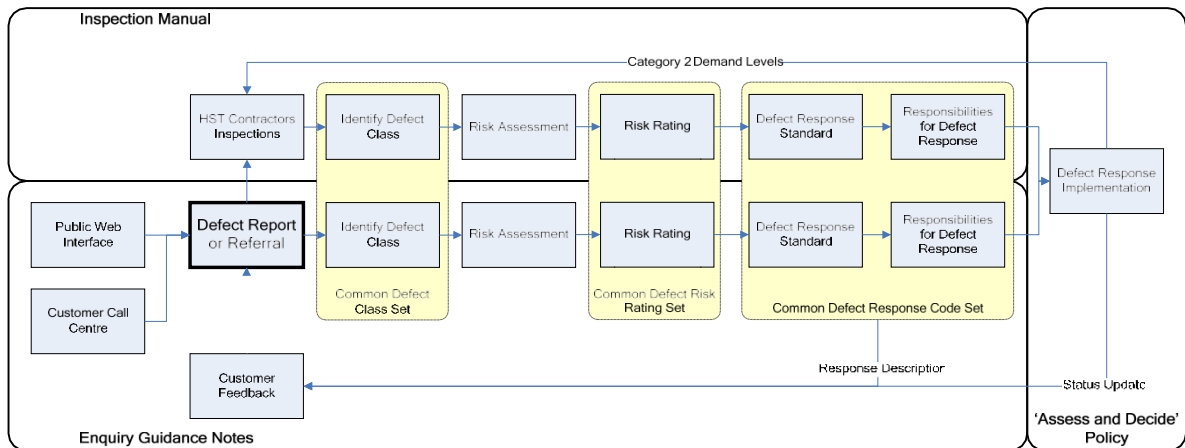 Inspection Manual
Category 2 Demand Levels
HST Contractors
Inspections
Identify Defect
Class
Risk Assessment
Risk Rating
Defect Response
Standard
Responsibilities
for Defect
Response
Defect Response
Implementation
Public Web
Interface
Defect Report
or Referral
Identify Defect
Class
Risk Assessment
Risk Rating
Defect Response
Standard
Responsibilities
for Defect
Response
Customer Call
Centre
Common Defect
Class Set
Common Defect Risk
Rating Set
Common Defect Response Code Set
Customer
Feedback
Response Description
Status Update
Enquiry Guidance Notes
'Assess and Decide'
Policy